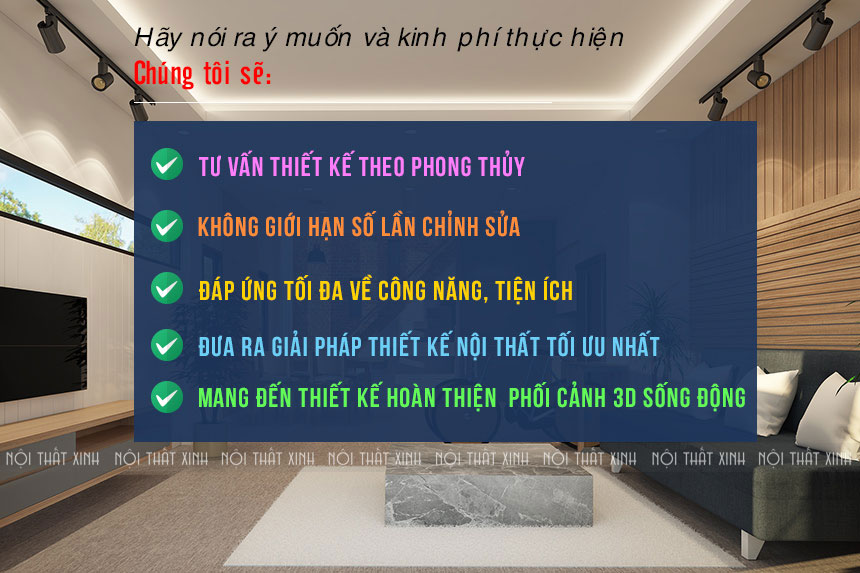 Hãy nói ra ý muốn và kinh phí thực hiện
Chúng tôi sẽ:
TƯ VẤN THIẾT KẾ THEO PHONG THỦY
KHÔNG GIỚI HẠN SỐ LẦN CHỈNH SỬA
ĐÁP ỨNG TỐI ĐA VỀ CÔNG NĂNG, TIỆN ÍCH
ĐƯA RA GIẢI PHÁP THIẾT KẾ NỘI THẤT TỐI ƯU NHẤT
MANG ĐẾN THIẾT KẾ HOÀN THIỆN PHỐI CẢNH 3D SỐNG ĐỘNG
NỘI THẤT XINH NỘI THẤT XINH NỘI THẤT XINH NỘI THẤT XINH NỘI THẤT XINH NỘI THẤT XINH NỘI THẤT XINH NỘI THẤT XINH